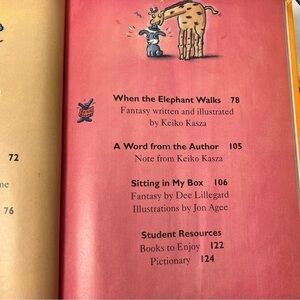 72
me
76
When the Elephant Walks 78
Fantasy written and illustrated
by Keiko Kasza
A Word from the Author 105
Note from Keiko Kasza
Sitting in My Box 106
Fantasy by Dee Lillegard
Illustrations by Jon Agee
Student Resources
Books to Enjoy 122
Pictionary 124